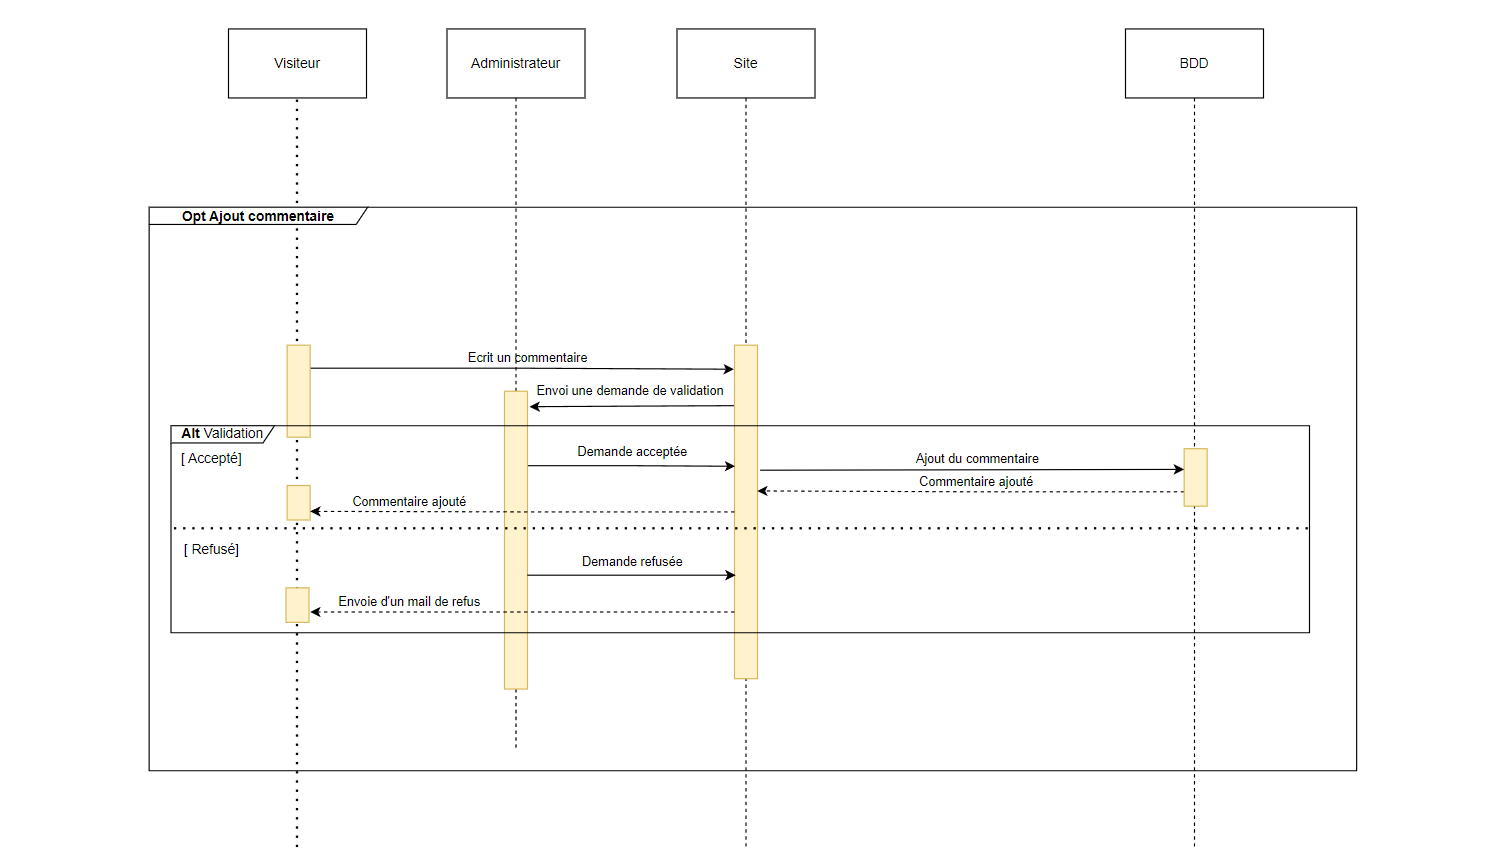 Visiteur
Administrateur
Site
BDD
Opt Ajout commentaire
Ecrit un commentaire
Envoi une demande de validation
Alt Validation
[ Accepté]
Demande acceptée
Ajout du commentaire
Commentaire ajouté
Commentaire ajouté
[ Refusé]
Demande refusée
Envoie d'un mail de refus